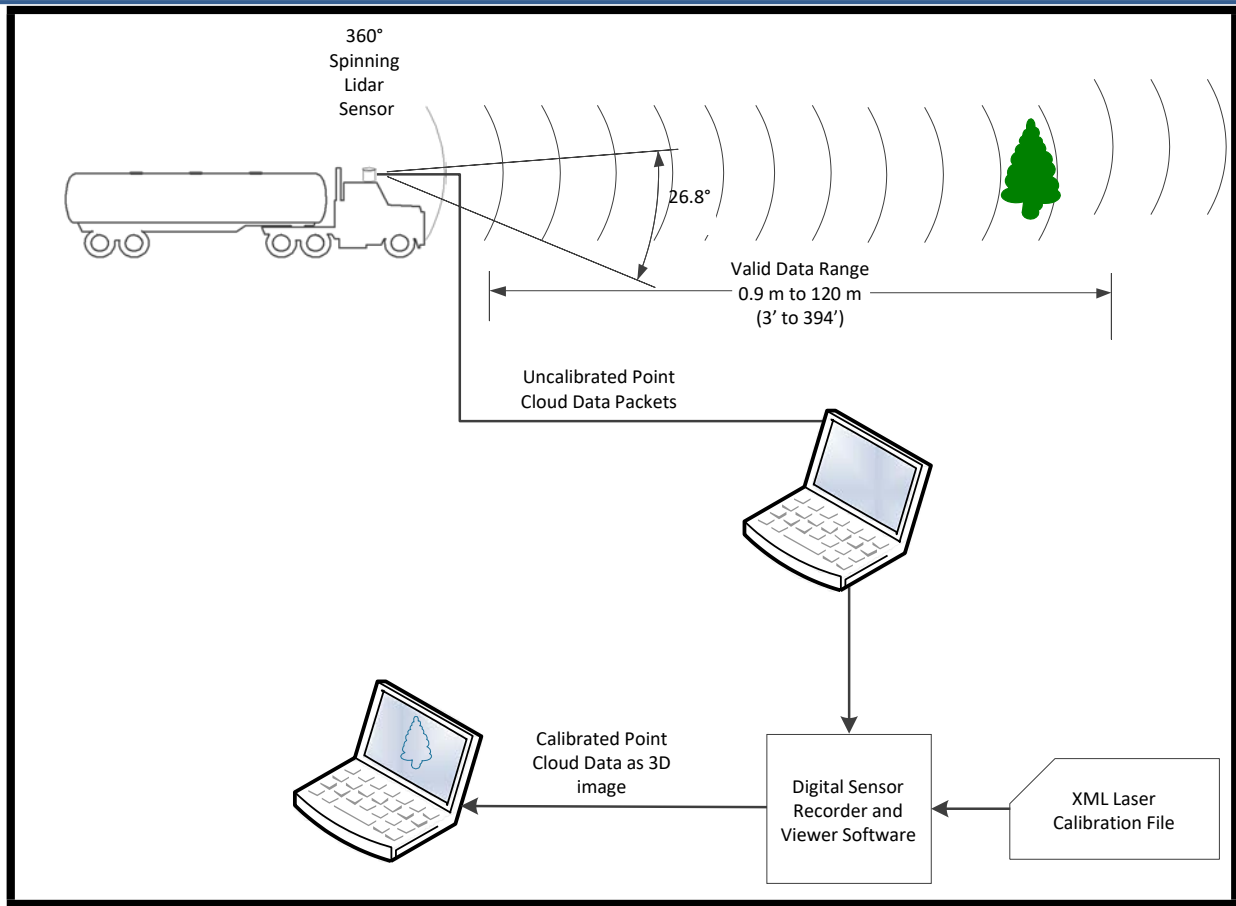 360°
Spinning
Lidar
Sensor
26.8°
Valid Data Range
0.9 m to 120 m
(3’ to 394’)
Uncalibrated Point
Cloud Data Packets
Calibrated Point
Cloud Data as 3D
image
Digital Sensor
Recorder and
Viewer Software
XML Laser
Calibration File